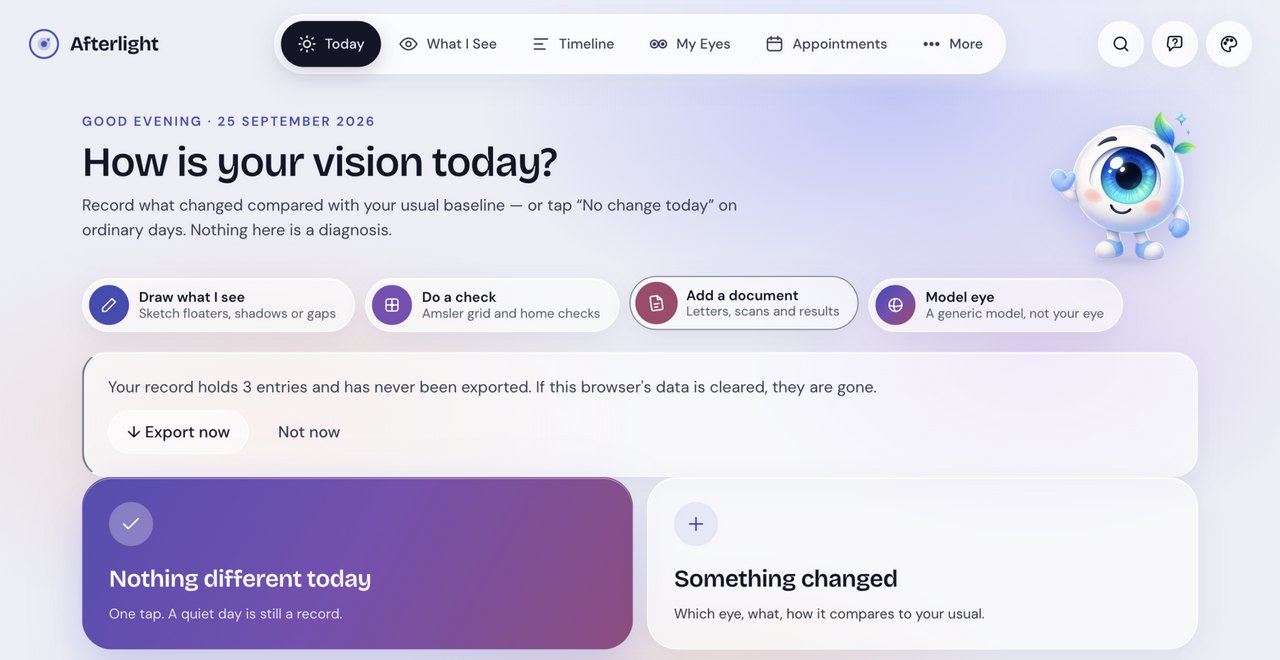 Afterlight
Today
What I See
Timeline
My Eyes
Appointments
More
GOOD EVENING · 25 SEPTEMBER 2026
How is your vision today?
Record what changed compared with your usual baseline — or tap “No change today” on
ordinary days. Nothing here is a diagnosis.
Draw what I see
Sketch floaters, shadows or gaps
Do a check
Amsler grid and home checks
Add a document
Letters, scans and results
Model eye
A generic model, not your eye
Your record holds 3 entries and has never been exported. If this browser's data is cleared, they are gone.
↓ Export now
Not now
Nothing different today
One tap. A quiet day is still a record.
Something changed
Which eye, what, how it compares to your usual.